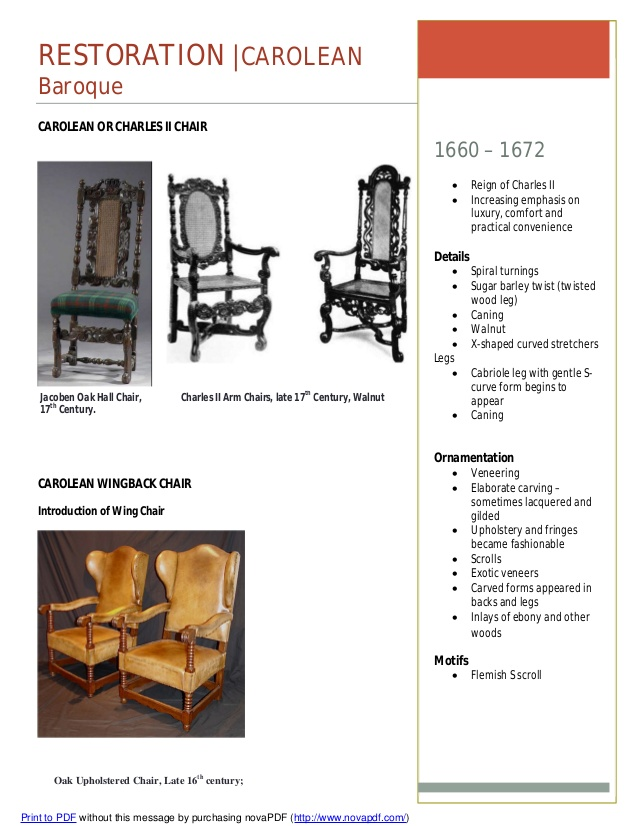 RESTORATION |CAROLEAN
Baroque
CAROLEAN OR CHARLES II CHAIR
Jacoben Oak Hall Chair,
17th Century.
Charles II Arm Chairs, late 17th Century, Walnut
CAROLEAN WINGBACK CHAIR
Introduction of Wing Chair
Oak Upholstered Chair, Late 16th century;
1660 – 1672
• Reign of Charles II
• Increasing emphasis on
luxury, comfort and
practical convenience
Details
• Spiral turnings
• Sugar barley twist (twisted
wood leg)
• Caning
• Walnut
• X-shaped curved stretchers
Legs
• Cabriole leg with gentle S-
curve form begins to
appear
• Caning
Ornamentation
• Veneering
• Elaborate carving –
sometimes lacquered and
gilded
• Upholstery and fringes
became fashionable
• Scrolls
• Exotic veneers
• Carved forms appeared in
backs and legs
• Inlays of ebony and other
woods
Motifs
• Flemish S scroll
Print to PDF without this message by purchasing novaPDF (http://www.novapdf.com/)